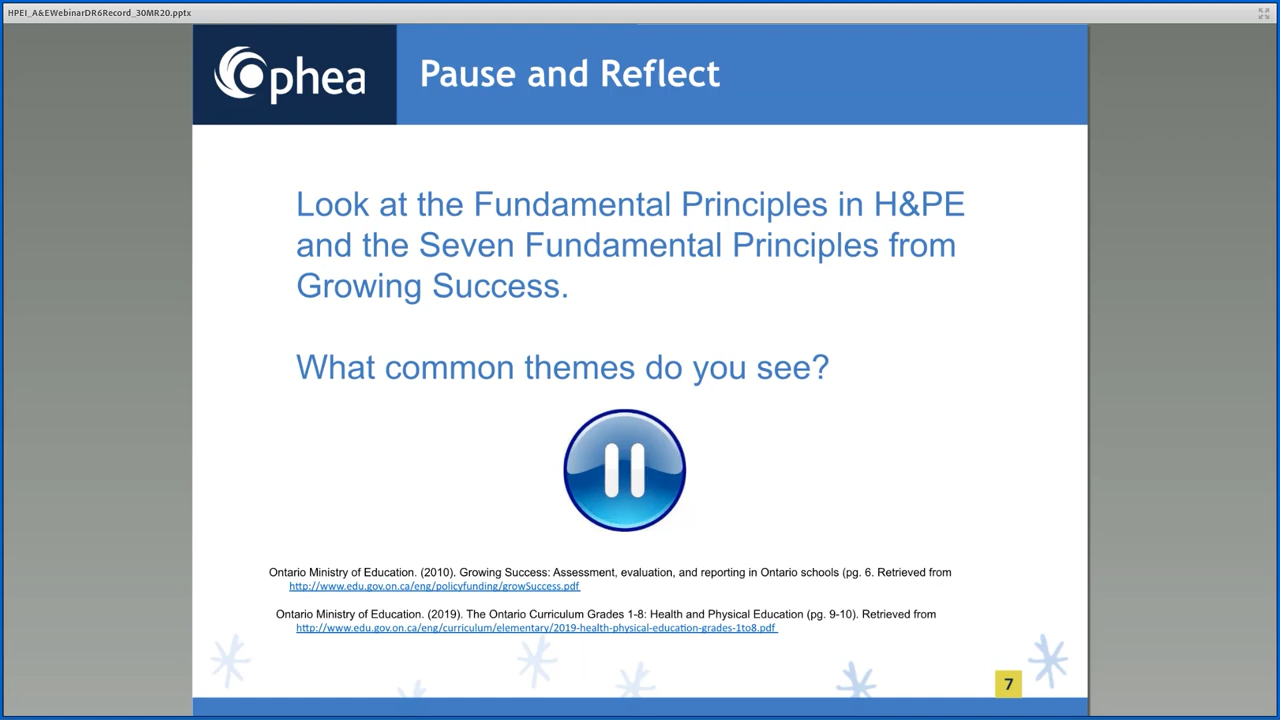 HPEI_A&EWebinarDR6Record_30MR20.pptx
Ophea
Pause and Reflect
Look at the Fundamental Principles in H&PE
and the Seven Fundamental Principles from
Growing Success.
What common themes do you see?
Ontario Ministry of Education. (2010). Growing Success: Assessment, evaluation, and reporting in Ontario schools (pg. 6. Retrieved from
http://www.edu.gov.on.ca/eng/policyfunding/growSuccess.pdf
Ontario Ministry of Education. (2019). The Ontario Curriculum Grades 1-8: Health and Physical Education (pg. 9-10). Retrieved from
http://www.edu.gov.on.ca/eng/curriculum/elementary/2019-health-physical-education-grades-1to8.pdf
7